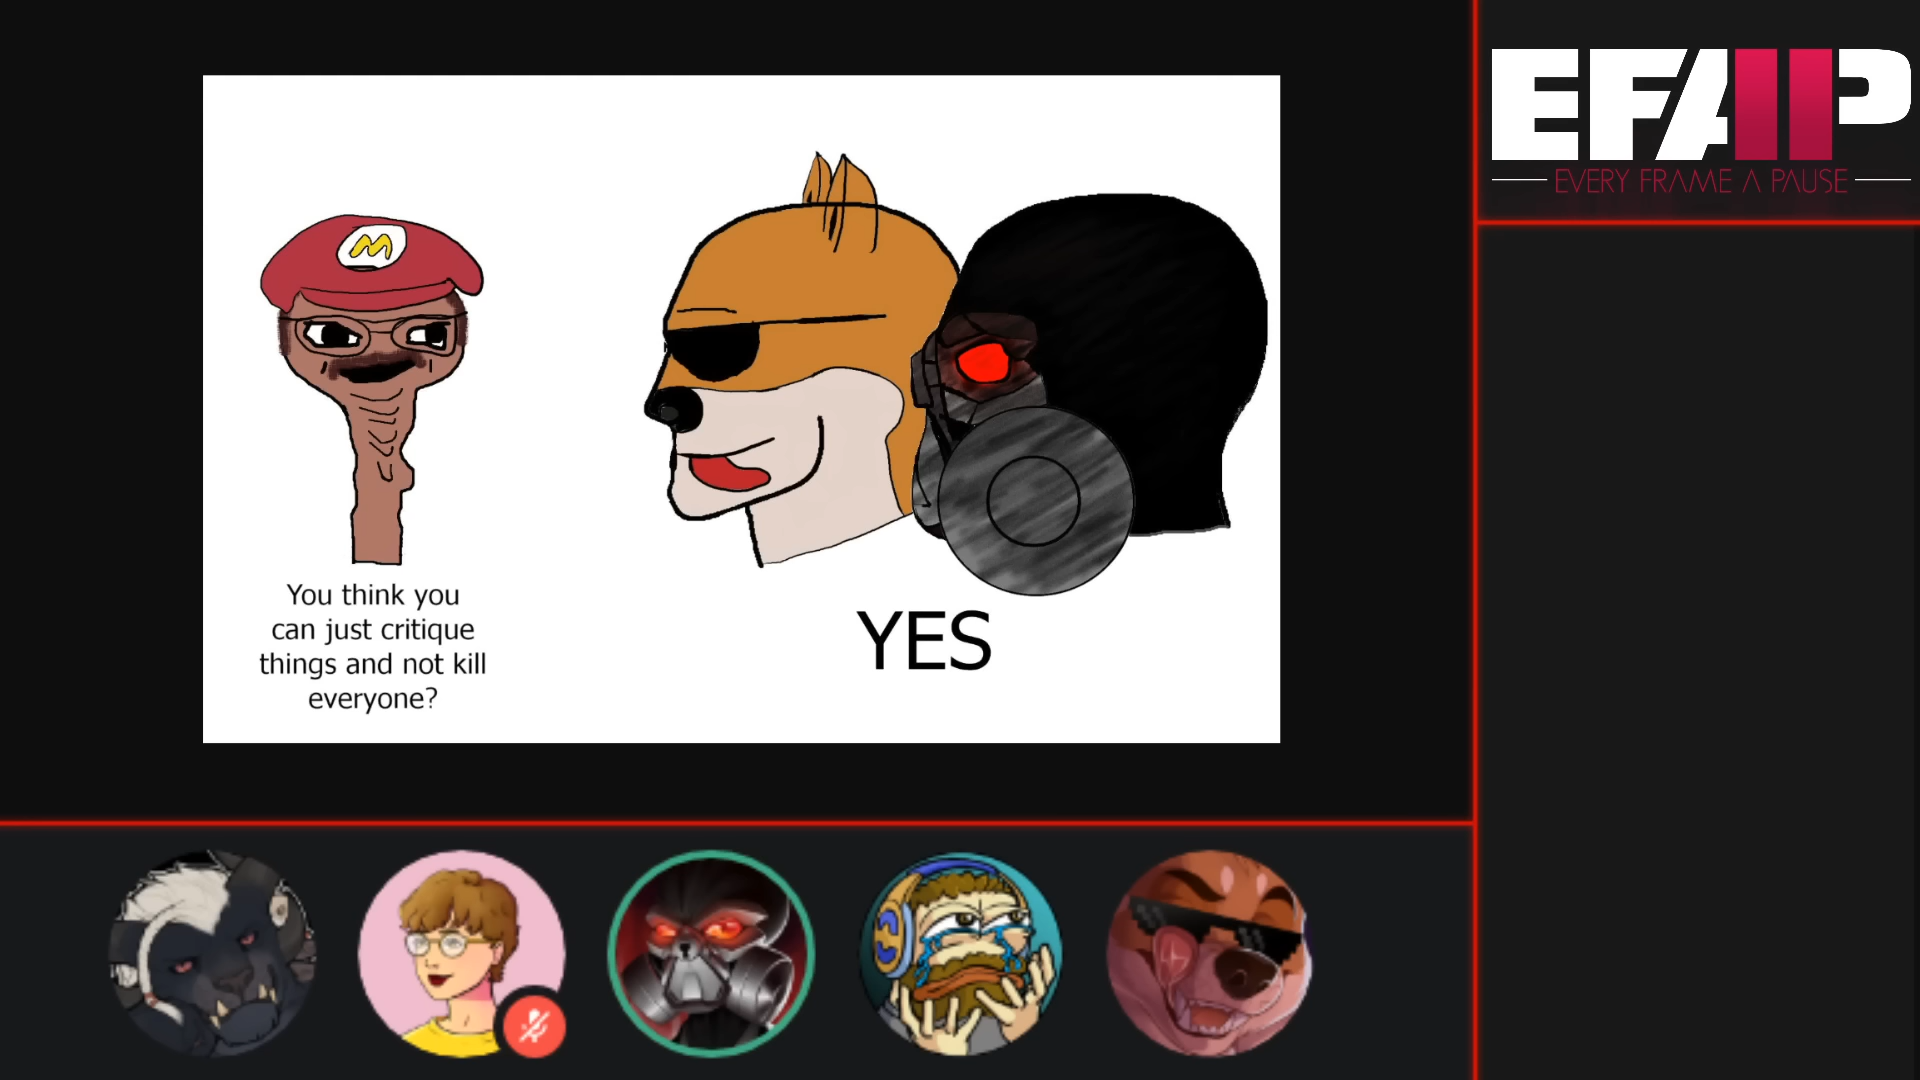 EFAP
EVERY FRAME A PAUSE
M
You think you
can just critique
things and not kill
everyone?
YES